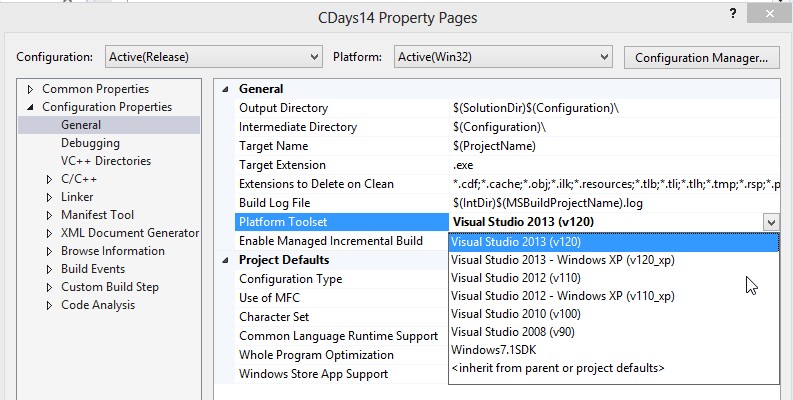 CDays14 Property Pages
?
Configuration: Active(Release) Platform: Active(Win32) Configuration Manager...
Common Properties
Configuration Properties
General
Debugging
VC++ Directories
C/C++
Linker
Manifest Tool
XML Document Generator
Browse Information
Build Events
Custom Build Step
Code Analysis
General
Output Directory $(SolutionDir)$(Configuration)\
Intermediate Directory $(Configuration)\
Target Name $(ProjectName)
Target Extension .exe
Extensions to Delete on Clean *.cdf;*.cache;*.obj;*.ilk;*.resources;*.tlb;*.tli;*.tlh;*.tmp;*.rsp;*.p
Build Log File $(IntDir)$(MSBuildProjectName).log
Platform Toolset Visual Studio 2013 (v120)
Enable Managed Incremental Build
Project Defaults
Configuration Type
Use of MFC
Character Set
Common Language Runtime Support
Whole Program Optimization
Windows Store App Support
Visual Studio 2013 (v120)
Visual Studio 2013 - Windows XP (v120_xp)
Visual Studio 2012 (v110)
Visual Studio 2012 - Windows XP (v110_xp)
Visual Studio 2010 (v100)
Visual Studio 2008 (v90)
Windows7.1SDK
<inherit from parent or project defaults>